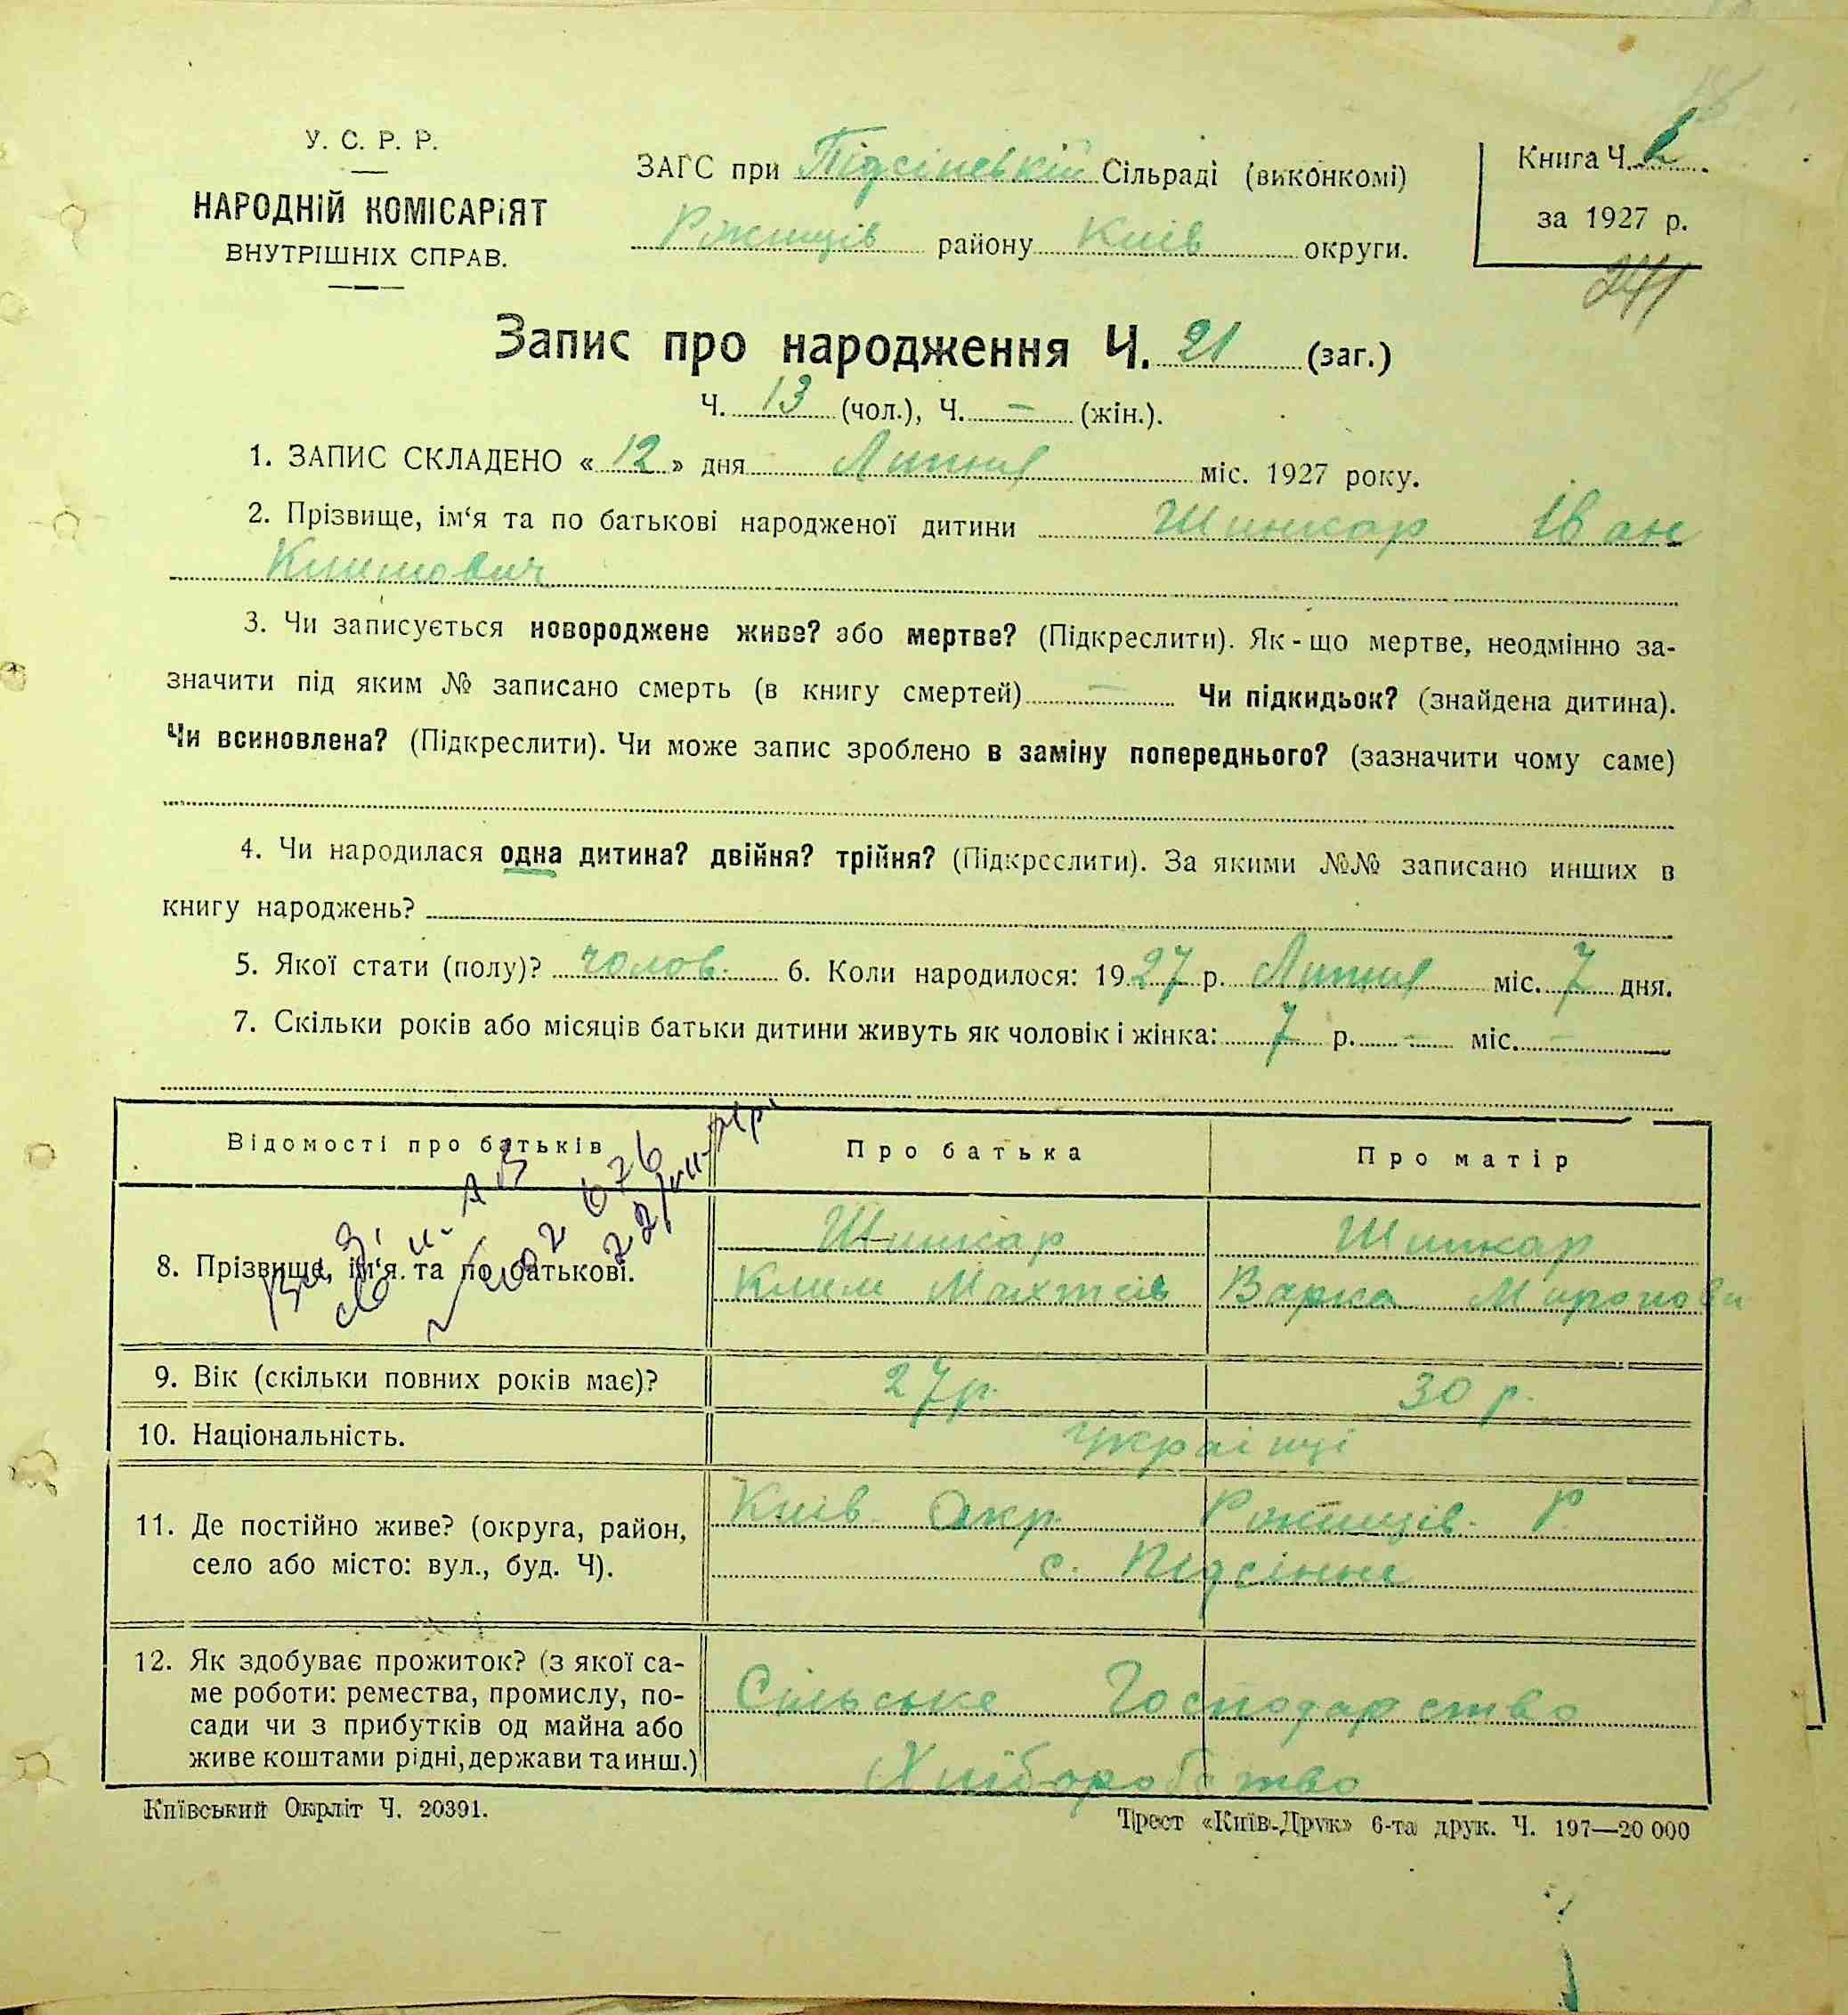 У. С. Р. Р.
НАРОДНІЙ КОМІСАРІЯТ
ВНУТРІШНІХ СПРАВ.
ЗАГС при Підсінській Сільраді (виконкомі)
Ржищів району Київ округи.
Книга Ч.
за 1927 р.
241
Запис про народження Ч. 21 (заг.)
Ч. 13 (чол.), Ч. – (жін.).
1. ЗАПИС СКЛАДЕНО « 12 » дня Липня міс. 1927 року.
2. Прізвище, ім‘я та по батькові народженої дитини Шинкар Іван
Климович
3. Чи записується новороджене живе? або мертве? (Підкреслити). Як-що мертве, неодмінно за-
значити під яким № записано смерть (в книгу смертей) – Чи підкидьок? (знайдена дитина).
Чи всиновлена? (Підкреслити). Чи може запис зроблено в заміну попереднього? (зазначити чому саме)
4. Чи народилася одна дитина? двійня? трійня? (Підкреслити). За якими №№ записано инших в
книгу народжень?
5. Якої стати (полу)? чолов. 6. Коли народилося: 1927 р. Липня міс. 7 дня.
7. Скільки років або місяців батьки дитини живуть як чоловік і жінка: 7 р. – міс. –
Відомості про батьків
Про батька
Про матір
8. Прізвище, ім‘я та по батькові.
Шинкар
Клим
Шинкар
Варка Миронови
9. Вік (скільки повних років має)?
27 р.
30 р.
10. Національність.
Українці
11. Де постійно живе? (округа, район,
село або місто: вул., буд. Ч).
Київ. Окр. Ржищів. Р.
с. Підсінне
12. Як здобуває прожиток? (з якої са-
ме роботи: ремества, промислу, по-
сади чи з прибутків од майна або
живе коштами рідні, держави та инш.)
Сільське Господарство
Хліборобство
Київський Окрліт Ч. 20391.
Трест «Київ-Друк» 6-та друк. Ч. 197—20 000